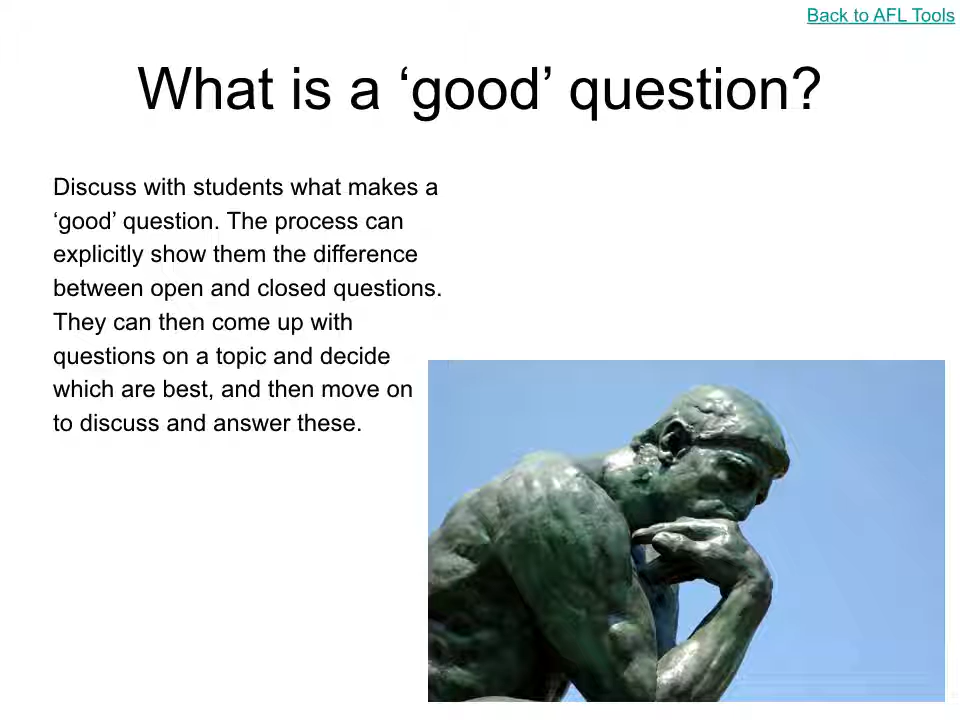 Back to AFL Tools
What is a ‘good’ question?
Discuss with students what makes a
‘good’ question. The process can
explicitly show them the difference
between open and closed questions.
They can then come up with
questions on a topic and decide
which are best, and then move on
to discuss and answer these.